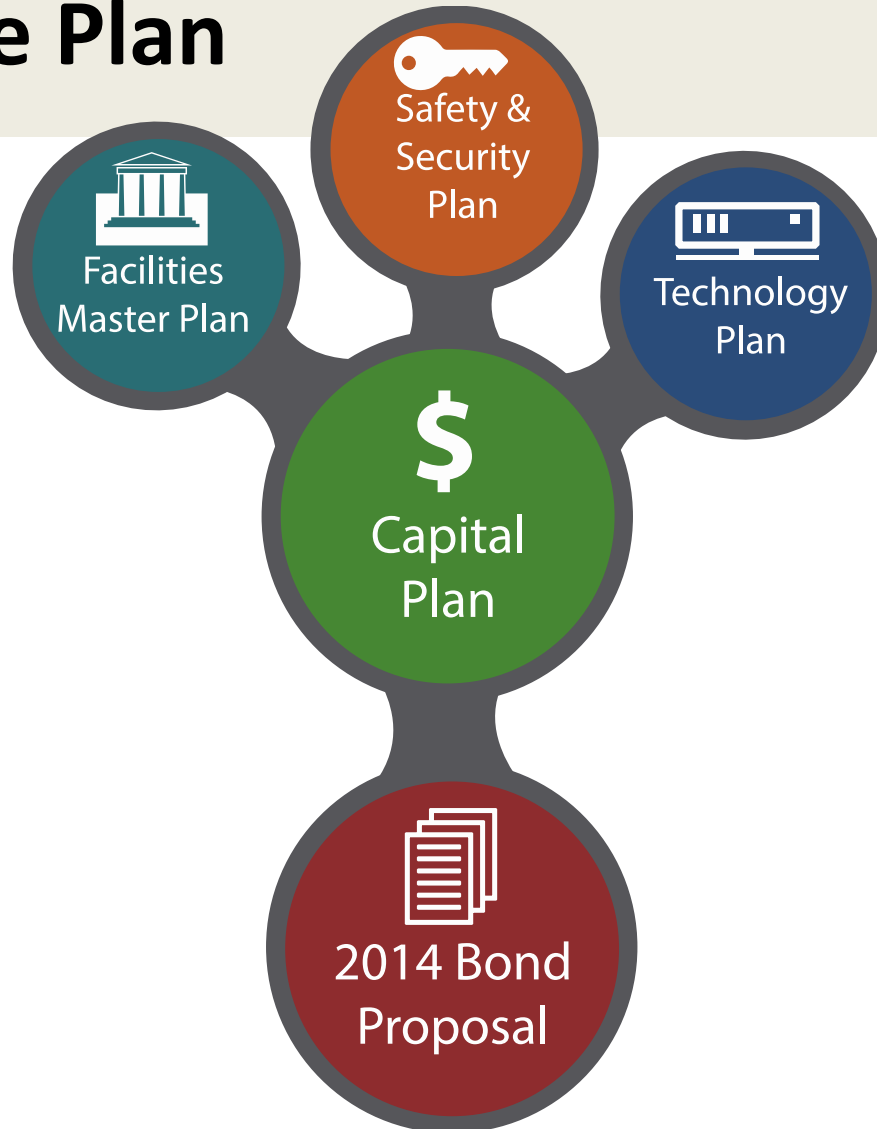 e Plan
Safety &
Security
Plan
Facilities
Master Plan
Technology
Plan
$
Capital
Plan
2014 Bond
Proposal